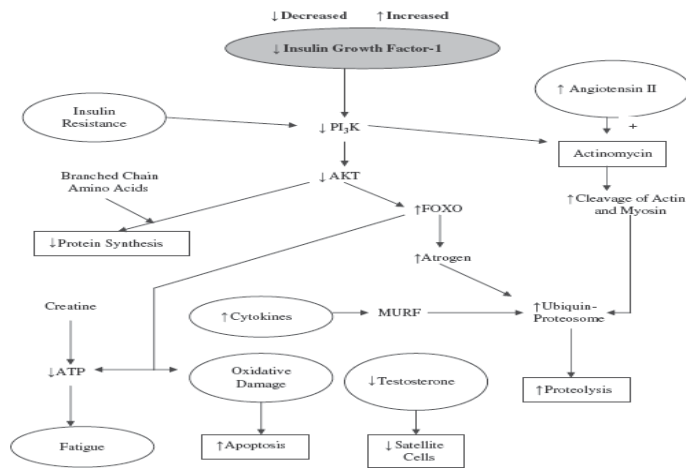 ↓Decreased ↑Increased
↓Insulin Growth Factor-1
↑ Angiotensin II
Insulin
Resistance
↓PI3K
+
Actinomycin
Branched Chain
Amino Acids
↓AKT
↑Cleavage of Actin
and Myosin
↑FOXO
↓Protein Synthesis
↑Atrogen
Creatine
↑Cytokines
MURF
↑Ubiquin-
Proteosome
↓ATP
Oxidative
Damage
↓Testosterone
↑Proteolysis
Fatigue
↑Apoptosis
↓Satellite
Cells